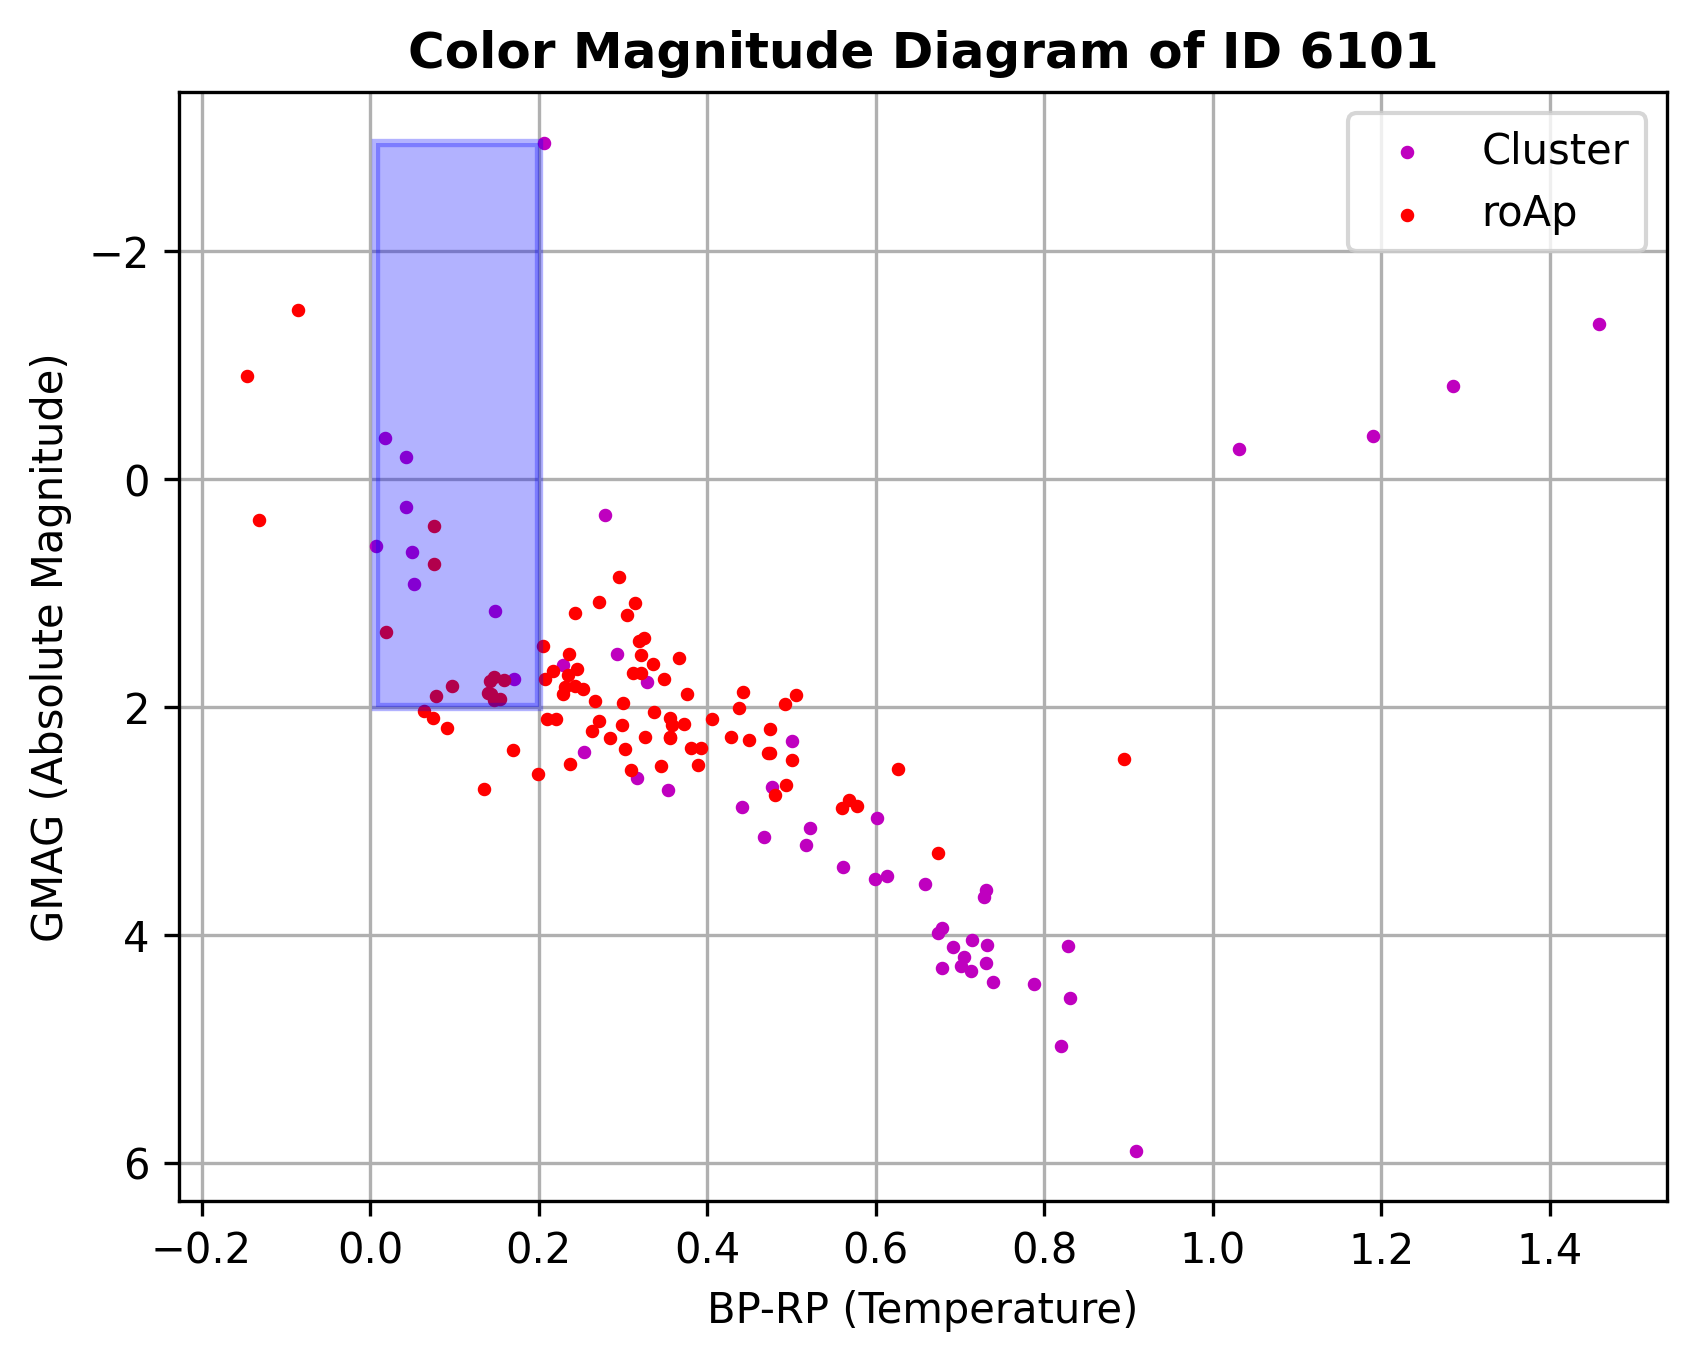 Color Magnitude Diagram of ID 6101
Cluster
roAp
−2
0
2
4
6
GMAG (Absolute Magnitude)
−0.2 0.0 0.2 0.4 0.6 0.8 1.0 1.2 1.4
BP-RP (Temperature)